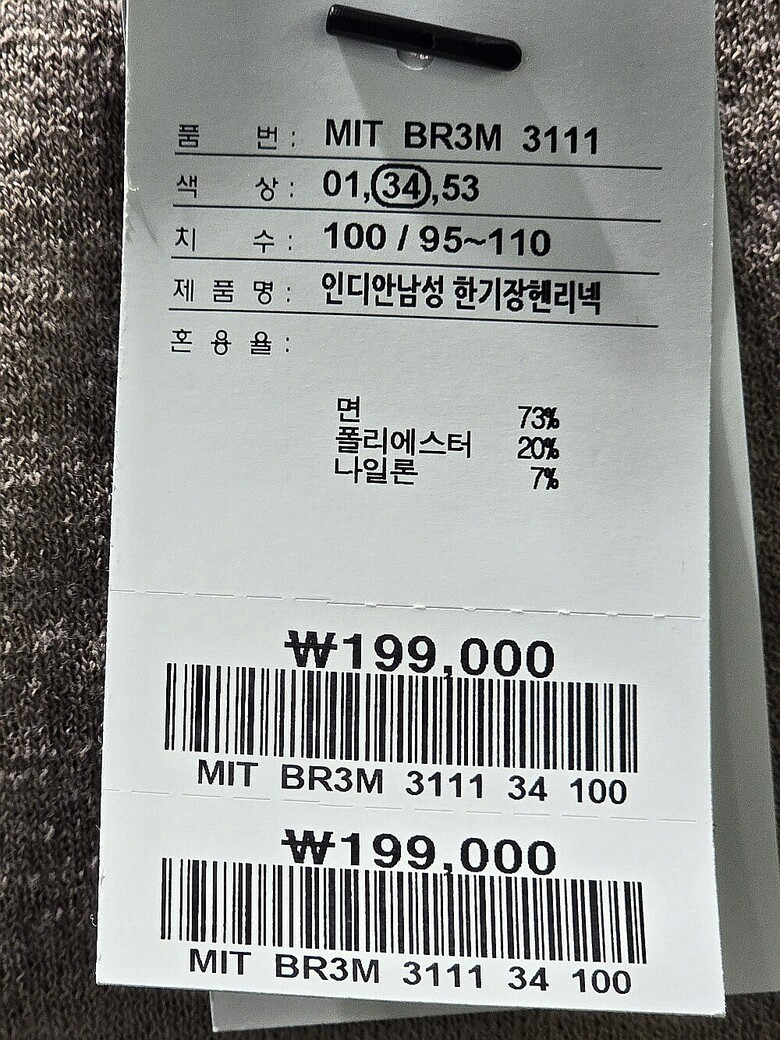 품 번 : MIT BR3M 3111
색 상 : 01,34,53
치 수 : 100 / 95~110
제 품 명 : 인디안남성 한기장헨리넥
혼 용 율 :
면 73%
폴리에스터 20%
나일론 7%
₩199,000
MIT BR3M 3111 34 100
₩199,000
MIT BR3M 3111 34 100